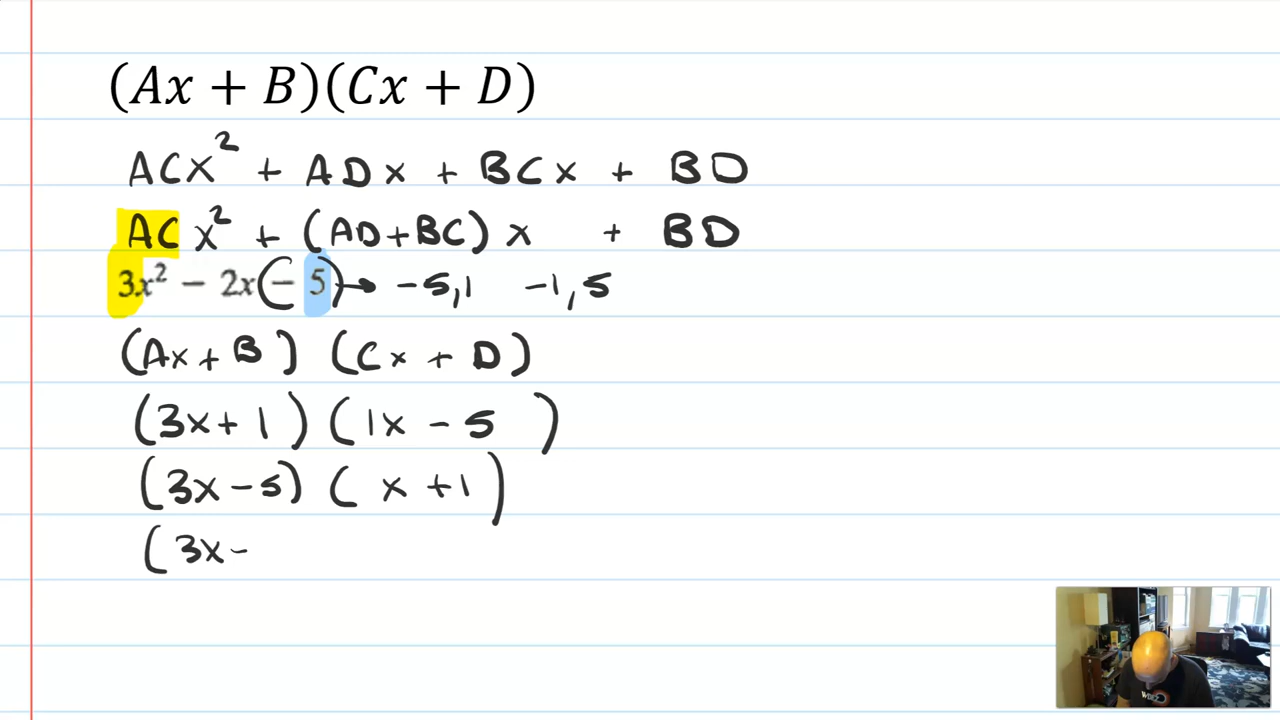 (Ax + B)(Cx + D)
ACx² + ADx + BCx + BD
ACx² + (AD+BC)x + BD
3x² − 2x(− 5)→ -5,1 -1,5
(Ax + B) (Cx + D)
(3x+1) (1x - 5)
(3x-5) (x +1)
(3x-